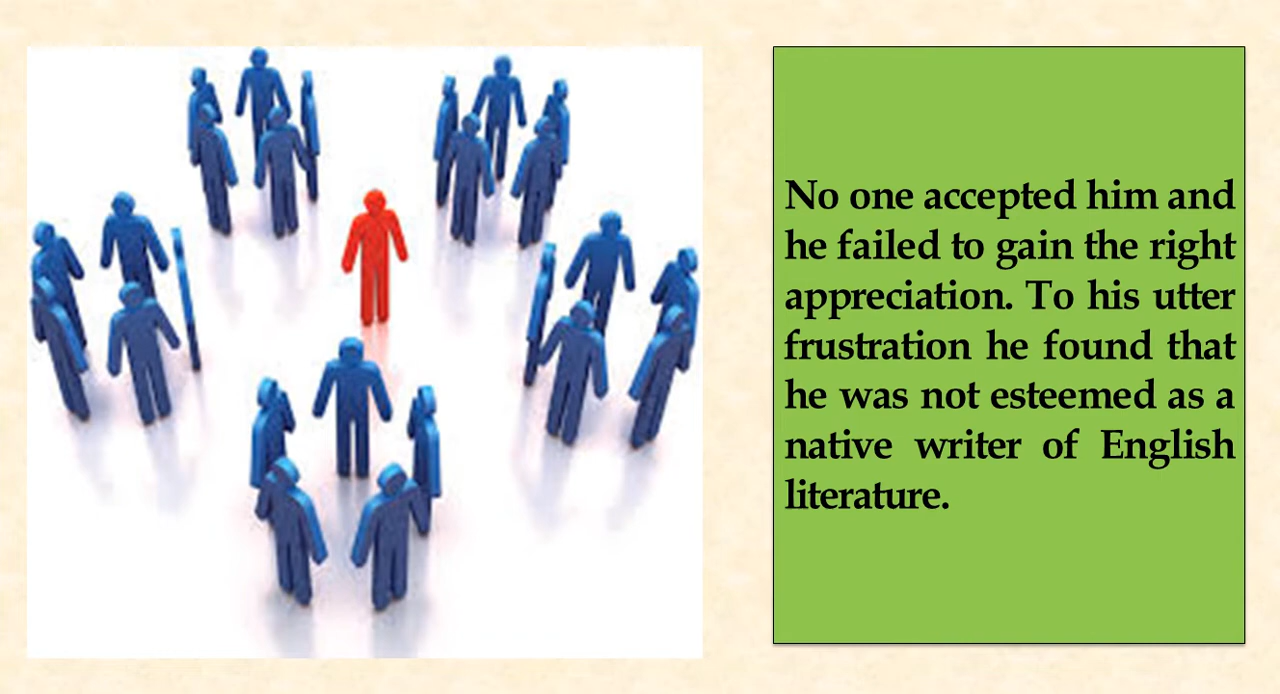 No one accepted him and
he failed to gain the right
appreciation. To his utter
frustration he found that
he was not esteemed as a
native writer of English
literature.